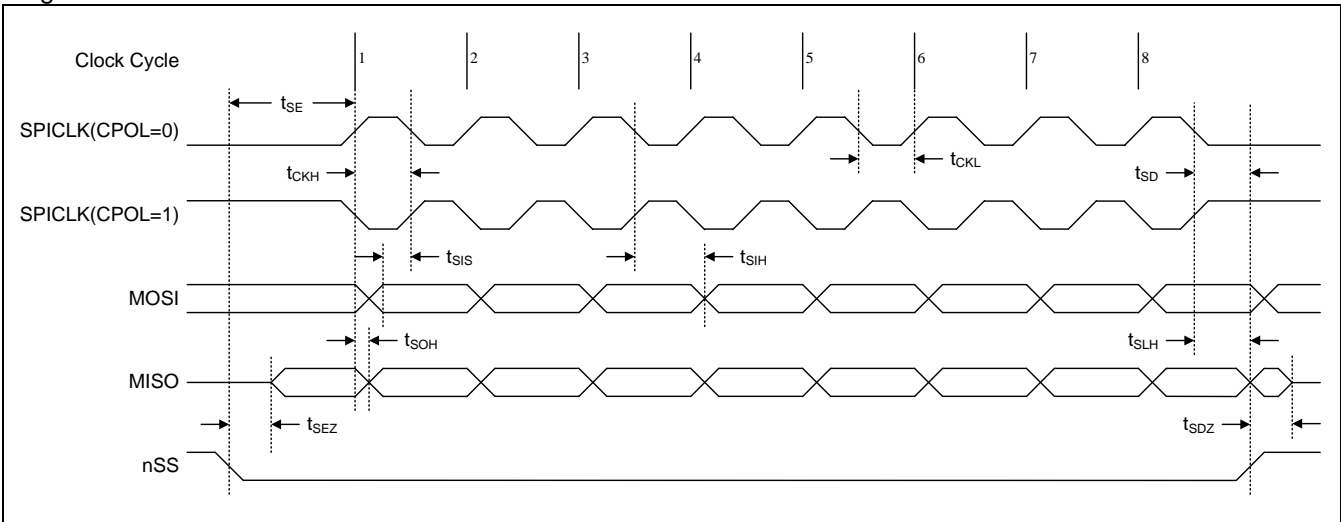 Clock Cycle
1 2 3 4 5 6 7 8
tSE
SPICLK(CPOL=0)
tCKH
tCKL
tSD
SPICLK(CPOL=1)
tSIS
tSIH
MOSI
tSOH
tSLH
MISO
tSEZ
tSDZ
nSS